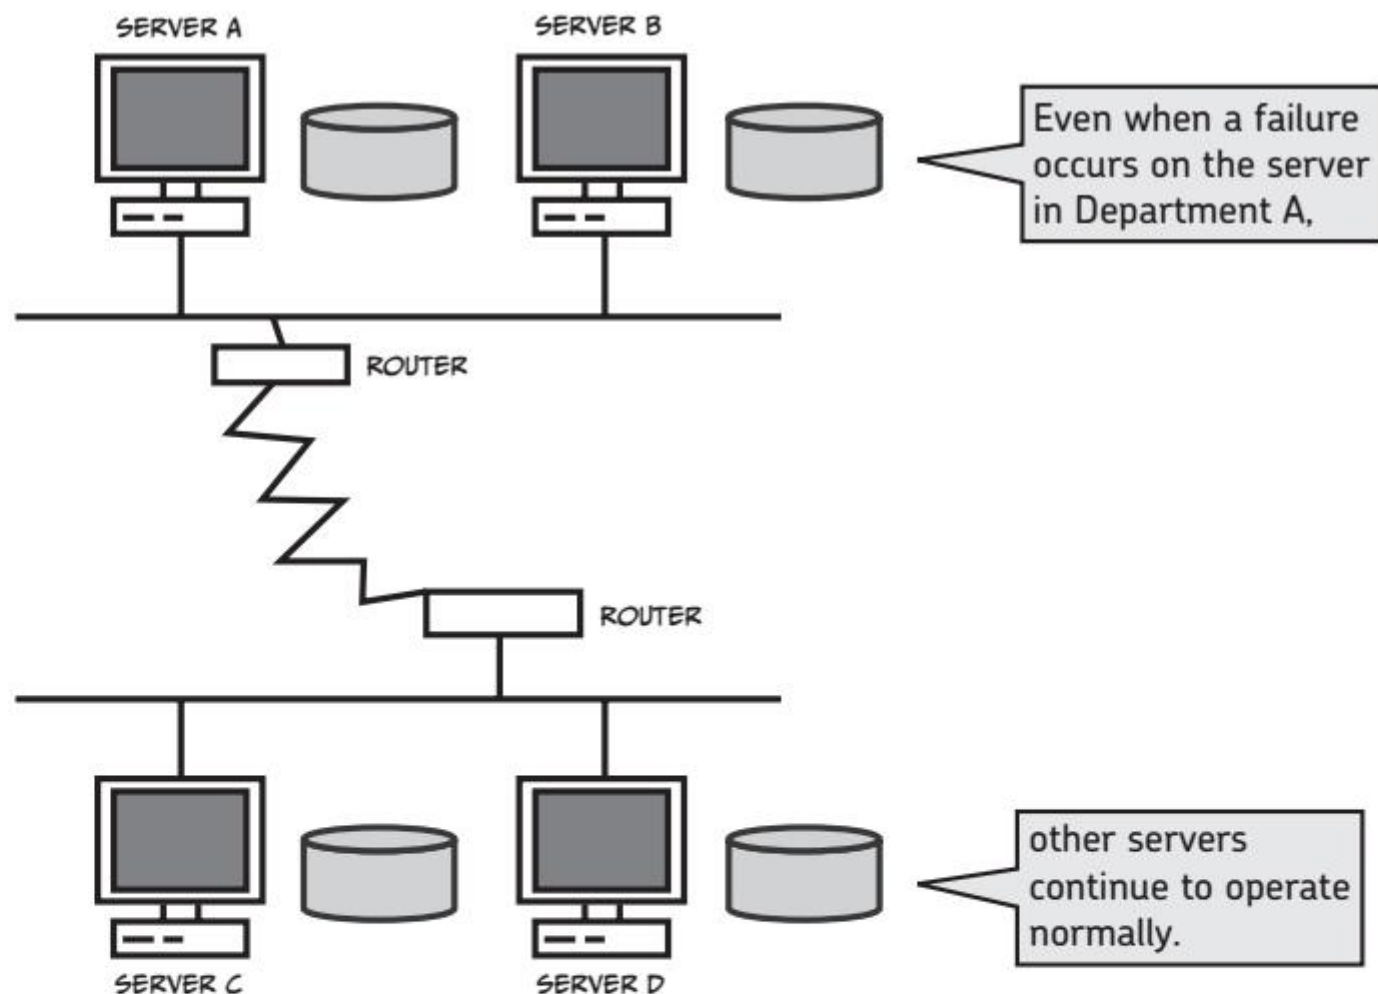 SERVER A
SERVER B
Even when a failure
occurs on the server
in Department A,
ROUTER
ROUTER
other servers
continue to operate
normally.
SERVER C
SERVER D